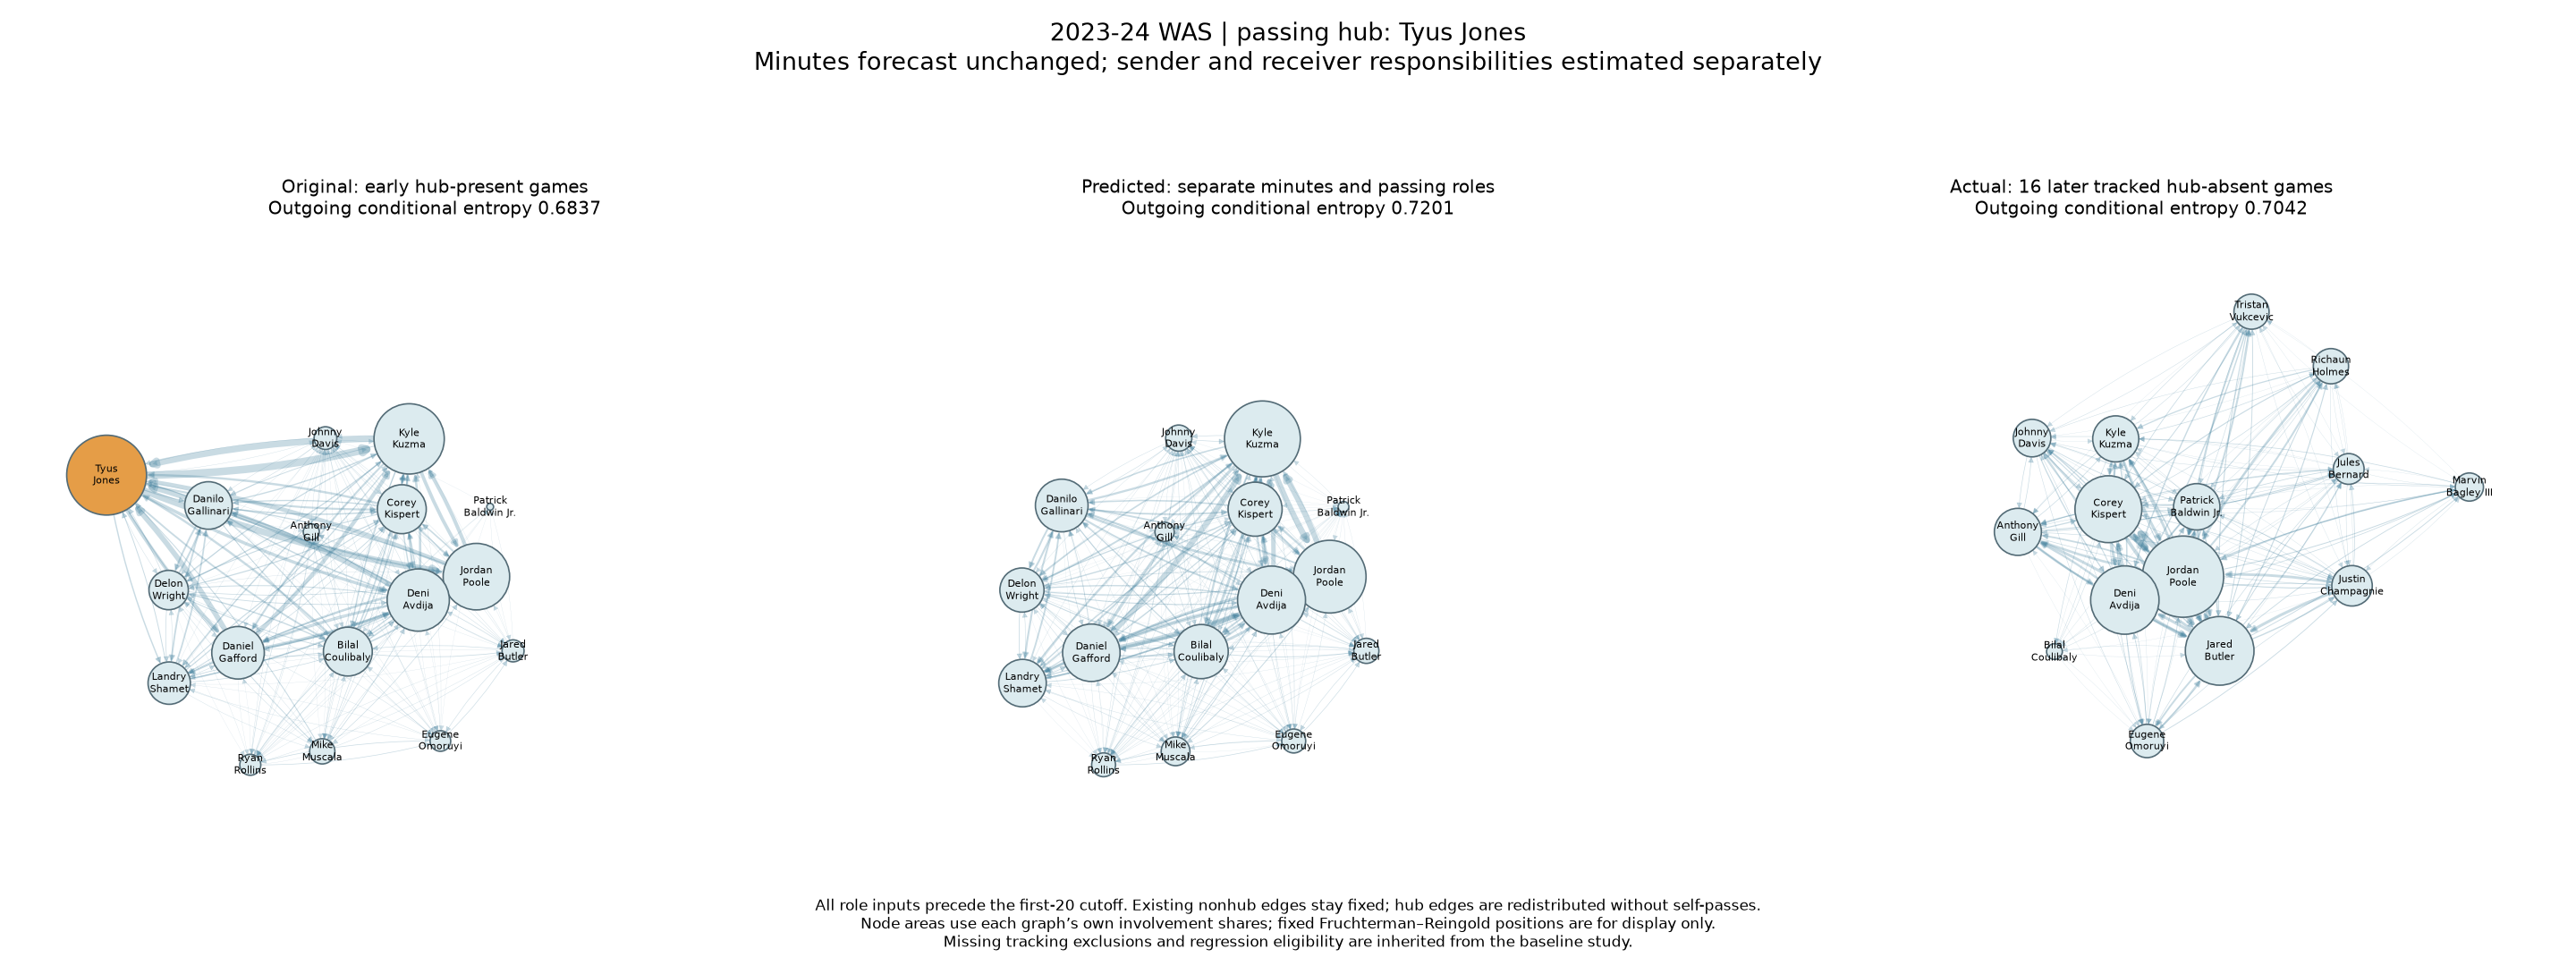 2023-24 WAS | passing hub: Tyus Jones
Minutes forecast unchanged; sender and receiver responsibilities estimated separately
Original: early hub-present games
Outgoing conditional entropy 0.6837
Tyus
Jones
Johnny
Davis
Kyle
Kuzma
Danilo
Gallinari
Corey
Kispert
Patrick
Baldwin Jr.
Anthony
Gill
Jordan
Poole
Delon
Wright
Deni
Avdija
Daniel
Gafford
Bilal
Coulibaly
Jared
Butler
Landry
Shamet
Eugene
Omoruyi
Mike
Muscala
Ryan
Rollins
Predicted: separate minutes and passing roles
Outgoing conditional entropy 0.7201
Johnny
Davis
Kyle
Kuzma
Danilo
Gallinari
Corey
Kispert
Patrick
Baldwin Jr.
Anthony
Gill
Jordan
Poole
Delon
Wright
Deni
Avdija
Daniel
Gafford
Bilal
Coulibaly
Jared
Butler
Landry
Shamet
Eugene
Omoruyi
Mike
Muscala
Ryan
Rollins
Actual: 16 later tracked hub-absent games
Outgoing conditional entropy 0.7042
Tristan
Vukcevic
Richaun
Holmes
Johnny
Davis
Kyle
Kuzma
Jules
Bernard
Marvin
Bagley III
Corey
Kispert
Patrick
Baldwin Jr.
Anthony
Gill
Jordan
Poole
Justin
Champagnie
Deni
Avdija
Bilal
Coulibaly
Jared
Butler
Eugene
Omoruyi
All role inputs precede the first-20 cutoff. Existing nonhub edges stay fixed; hub edges are redistributed without self-passes.
Node areas use each graph’s own involvement shares; fixed Fruchterman–Reingold positions are for display only.
Missing tracking exclusions and regression eligibility are inherited from the baseline study.